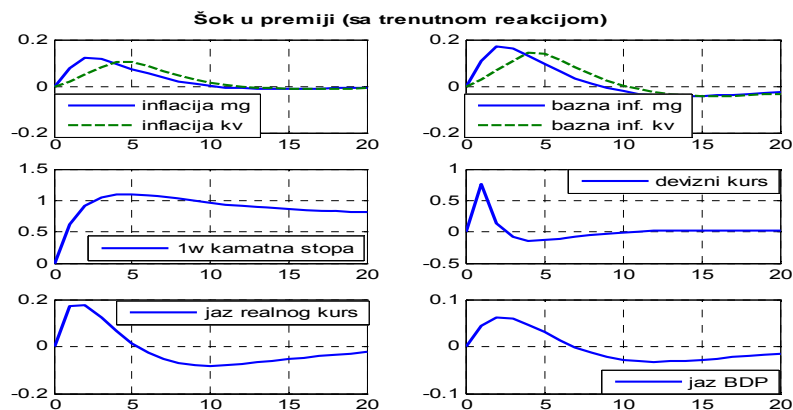 Šok u premiji (sa trenutnom reakcijom)
0.2
0
-0.2
0 5 10 15 20
inflacija mg
inflacija kv
0.2
0
-0.2
0 5 10 15 20
bazna inf. mg
bazna inf. kv
1.5
1
0.5
0
0 5 10 15 20
1w kamatna stopa
1
0.5
0
-0.5
0 5 10 15 20
devizni kurs
0.2
0
-0.2
0 5 10 15 20
jaz realnog kurs
0.1
0
-0.1
0 5 10 15 20
jaz BDP